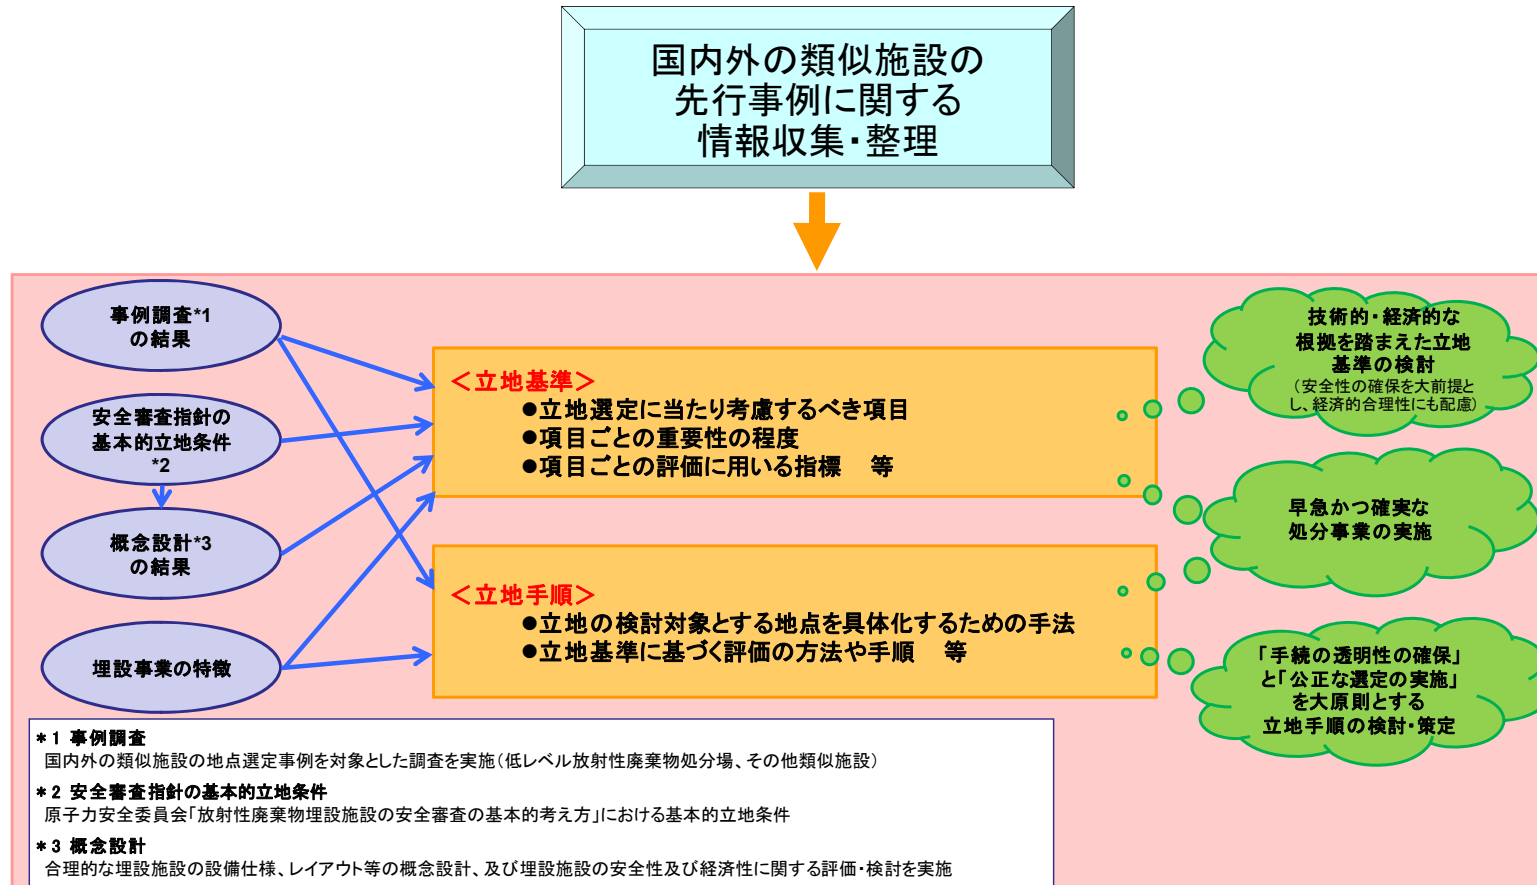 国内外の類似施設の
先行事例に関する
情報収集・整理
事例調査*1
の結果
安全審査指針の
基本的立地条件
*2
概念設計*3
の結果
埋設事業の特徴
＜立地基準＞
●立地選定に当たり考慮するべき項目
●項目ごとの重要性の程度
●項目ごとの評価に用いる指標　等
＜立地手順＞
●立地の検討対象とする地点を具体化するための手法
●立地基準に基づく評価の方法や手順　等
技術的・経済的な
根拠を踏まえた立地
基準の検討
（安全性の確保を大前提と
し、経済的合理性にも配慮）
早急かつ確実な
処分事業の実施
「手続の透明性の確保」
と「公正な選定の実施」
を大原則とする
立地手順の検討・策定
＊1 事例調査
国内外の類似施設の地点選定事例を対象とした調査を実施（低レベル放射性廃棄物処分場、その他類似施設）
＊2 安全審査指針の基本的立地条件
原子力安全委員会「放射性廃棄物埋設施設の安全審査の基本的考え方」における基本的立地条件
＊3 概念設計
合理的な埋設施設の設備仕様、レイアウト等の概念設計、及び埋設施設の安全性及び経済性に関する評価・検討を実施